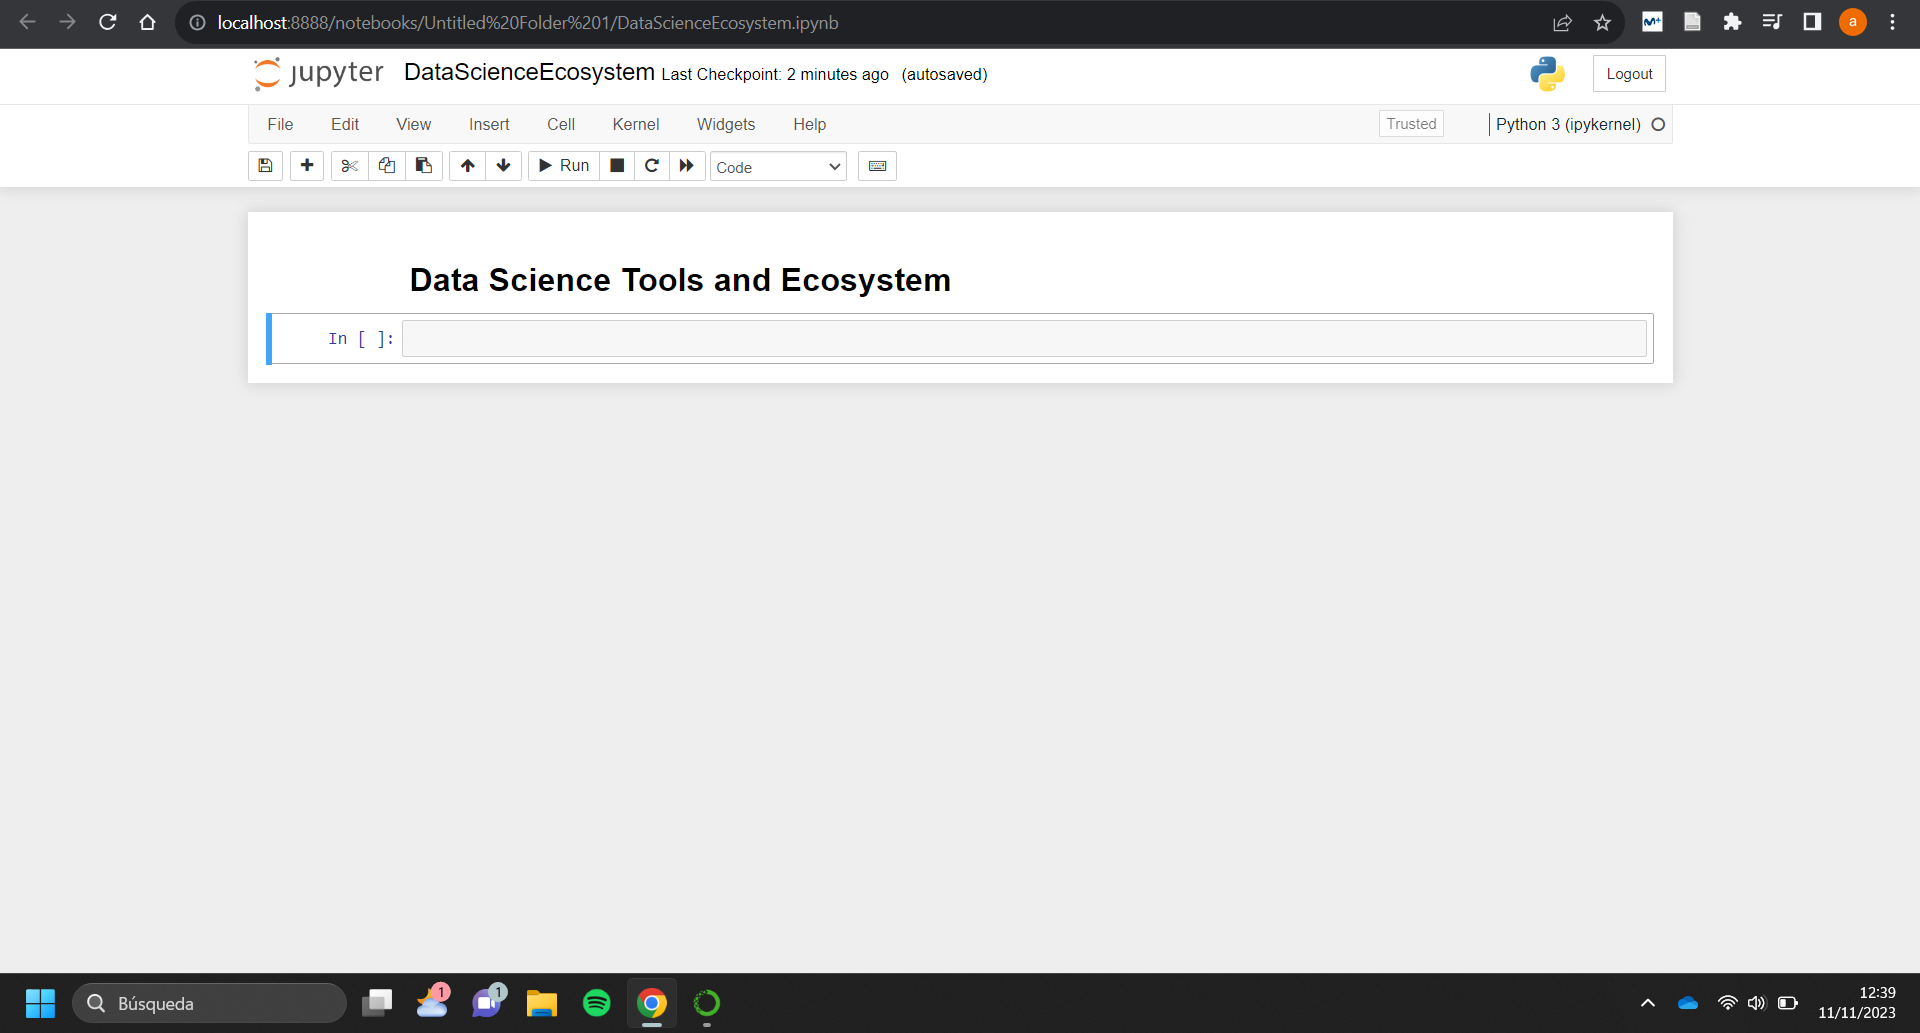 localhost:8888/notebooks/Untitled%20Folder%201/DataScienceEcosystem.ipynb
a
jupyter DataScienceEcosystem Last Checkpoint: 2 minutes ago (autosaved)
Logout
File Edit View Insert Cell Kernel Widgets Help
Trusted
Python 3 (ipykernel)
Run
Code
Data Science Tools and Ecosystem
In [ ]:
Búsqueda
1
1
12:39
11/11/2023